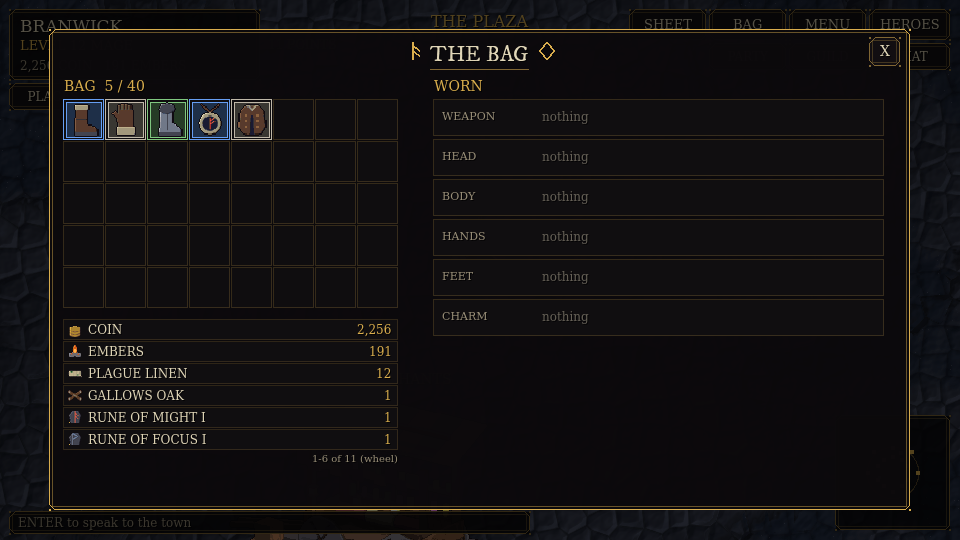 BRANWICK
THE PLAZA
SHEET
BAG
MENU
HEROES
THE BAG
X
BAG 5 / 40
WORN
WEAPON nothing
HEAD nothing
BODY nothing
HANDS nothing
FEET nothing
CHARM nothing
COIN 2,256
EMBERS 191
PLAGUE LINEN 12
GALLOWS OAK 1
RUNE OF MIGHT I 1
RUNE OF FOCUS I 1
1-6 of 11 (wheel)
ENTER to speak to the town